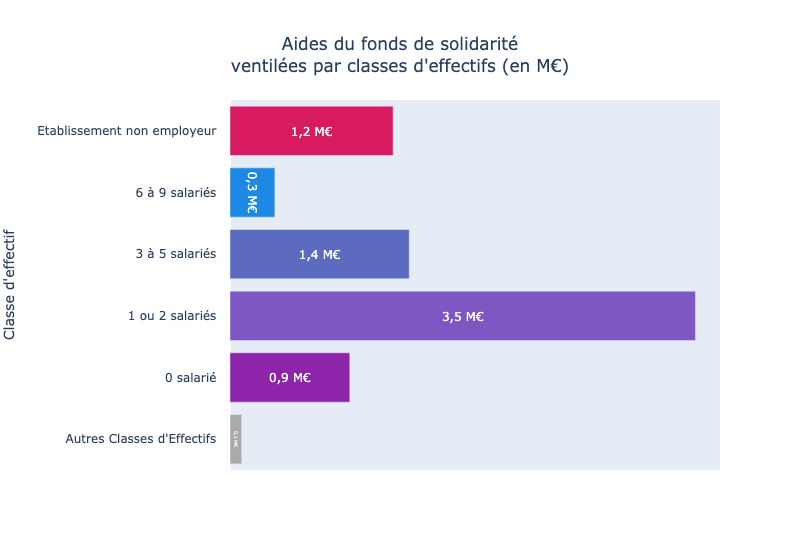 Aides du fonds de solidarité
ventilées par classes d'effectifs (en M€)
Classe d'effectif
Etablissement non employeur
1,2 M€
6 à 9 salariés
0,3 M€
3 à 5 salariés
1,4 M€
1 ou 2 salariés
3,5 M€
0 salarié
0,9 M€
Autres Classes d'Effectifs
0,1 M€